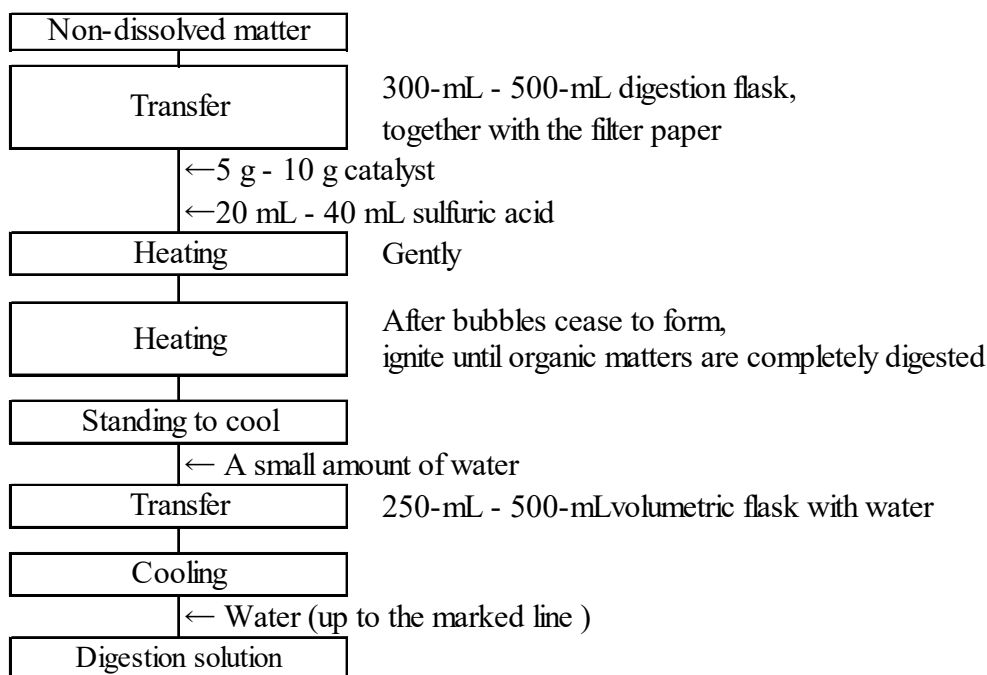 Non-dissolved matter
Transfer
300-mL - 500-mL digestion flask,
together with the filter paper
←5 g - 10 g catalyst
←20 mL - 40 mL sulfuric acid
Heating
Gently
Heating
After bubbles cease to form,
ignite until organic matters are completely digested
Standing to cool
← A small amount of water
Transfer
250-mL - 500-mLvolumetric flask with water
Cooling
← Water (up to the marked line )
Digestion solution